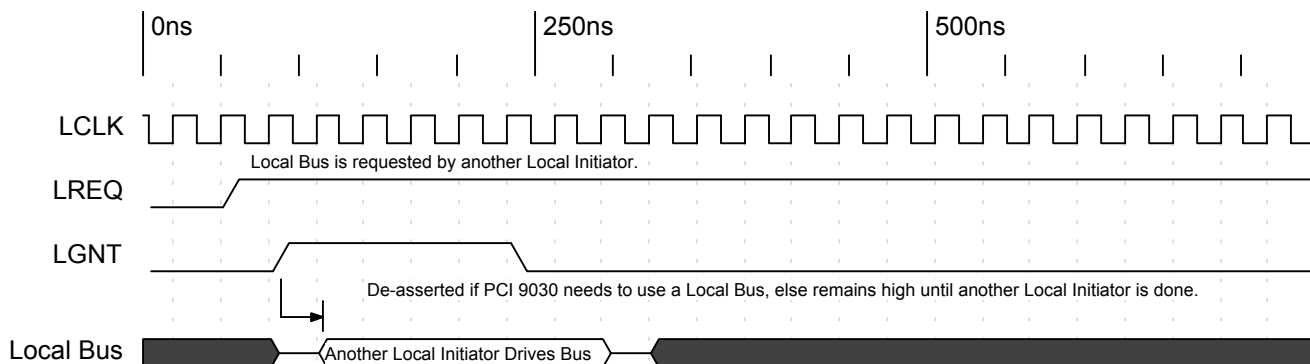 0ns 250ns 500ns
LCLK
Local Bus is requested by another Local Initiator.
LREQ
LGNT
De-asserted if PCI 9030 needs to use a Local Bus, else remains high until another Local Initiator is done.
Local Bus Another Local Initiator Drives Bus